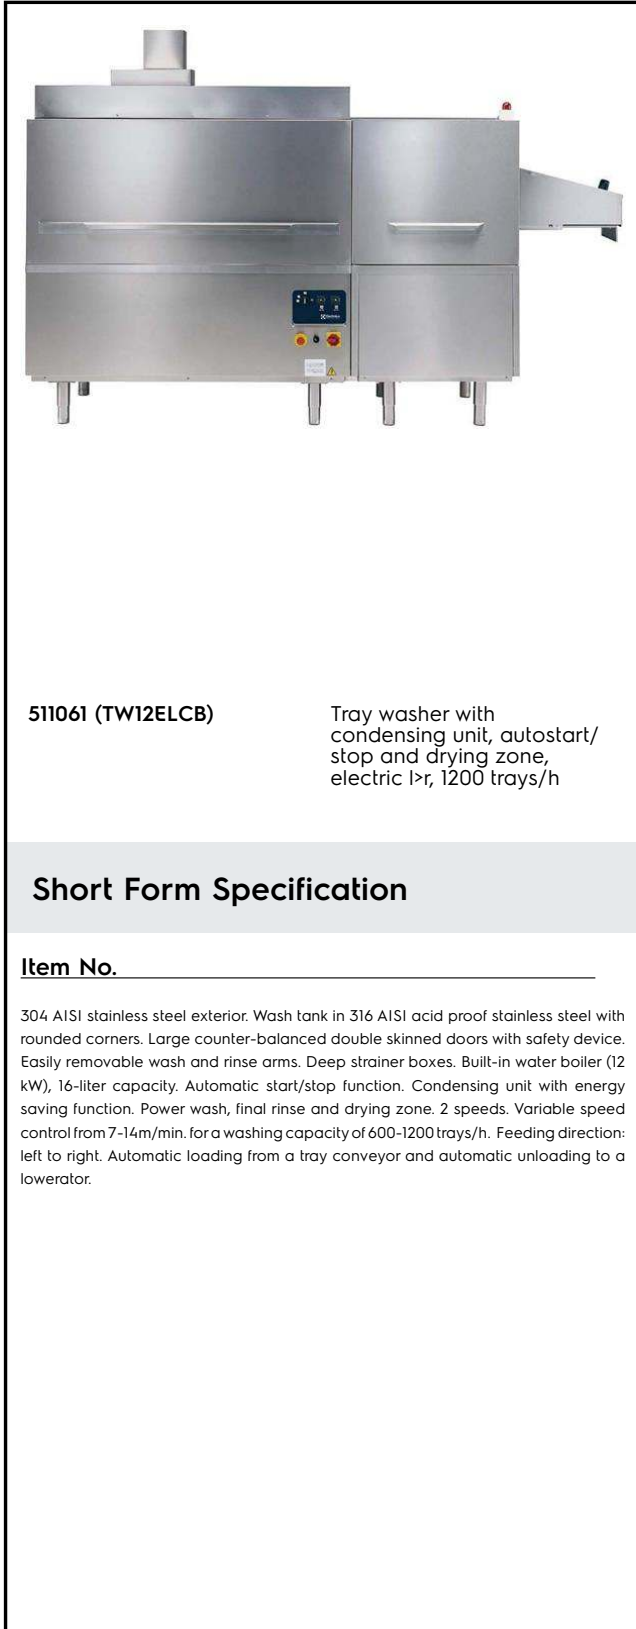 Electrolux
511061 (TW12ELCB)
Tray washer with
condensing unit, autostart/
stop and drying zone,
electric l>r, 1200 trays/h
Short Form Specification
Item No.
304 AISI stainless steel exterior. Wash tank in 316 AISI acid proof stainless steel with
rounded corners. Large counter-balanced double skinned doors with safety device.
Easily removable wash and rinse arms. Deep strainer boxes. Built-in water boiler (12
kW), 16-liter capacity. Automatic start/stop function. Condensing unit with energy
saving function. Power wash, final rinse and drying zone. 2 speeds. Variable speed
control from 7-14m/min. for a washing capacity of 600-1200 trays/h. Feeding direction:
left to right. Automatic loading from a tray conveyor and automatic unloading to a
lowerator.